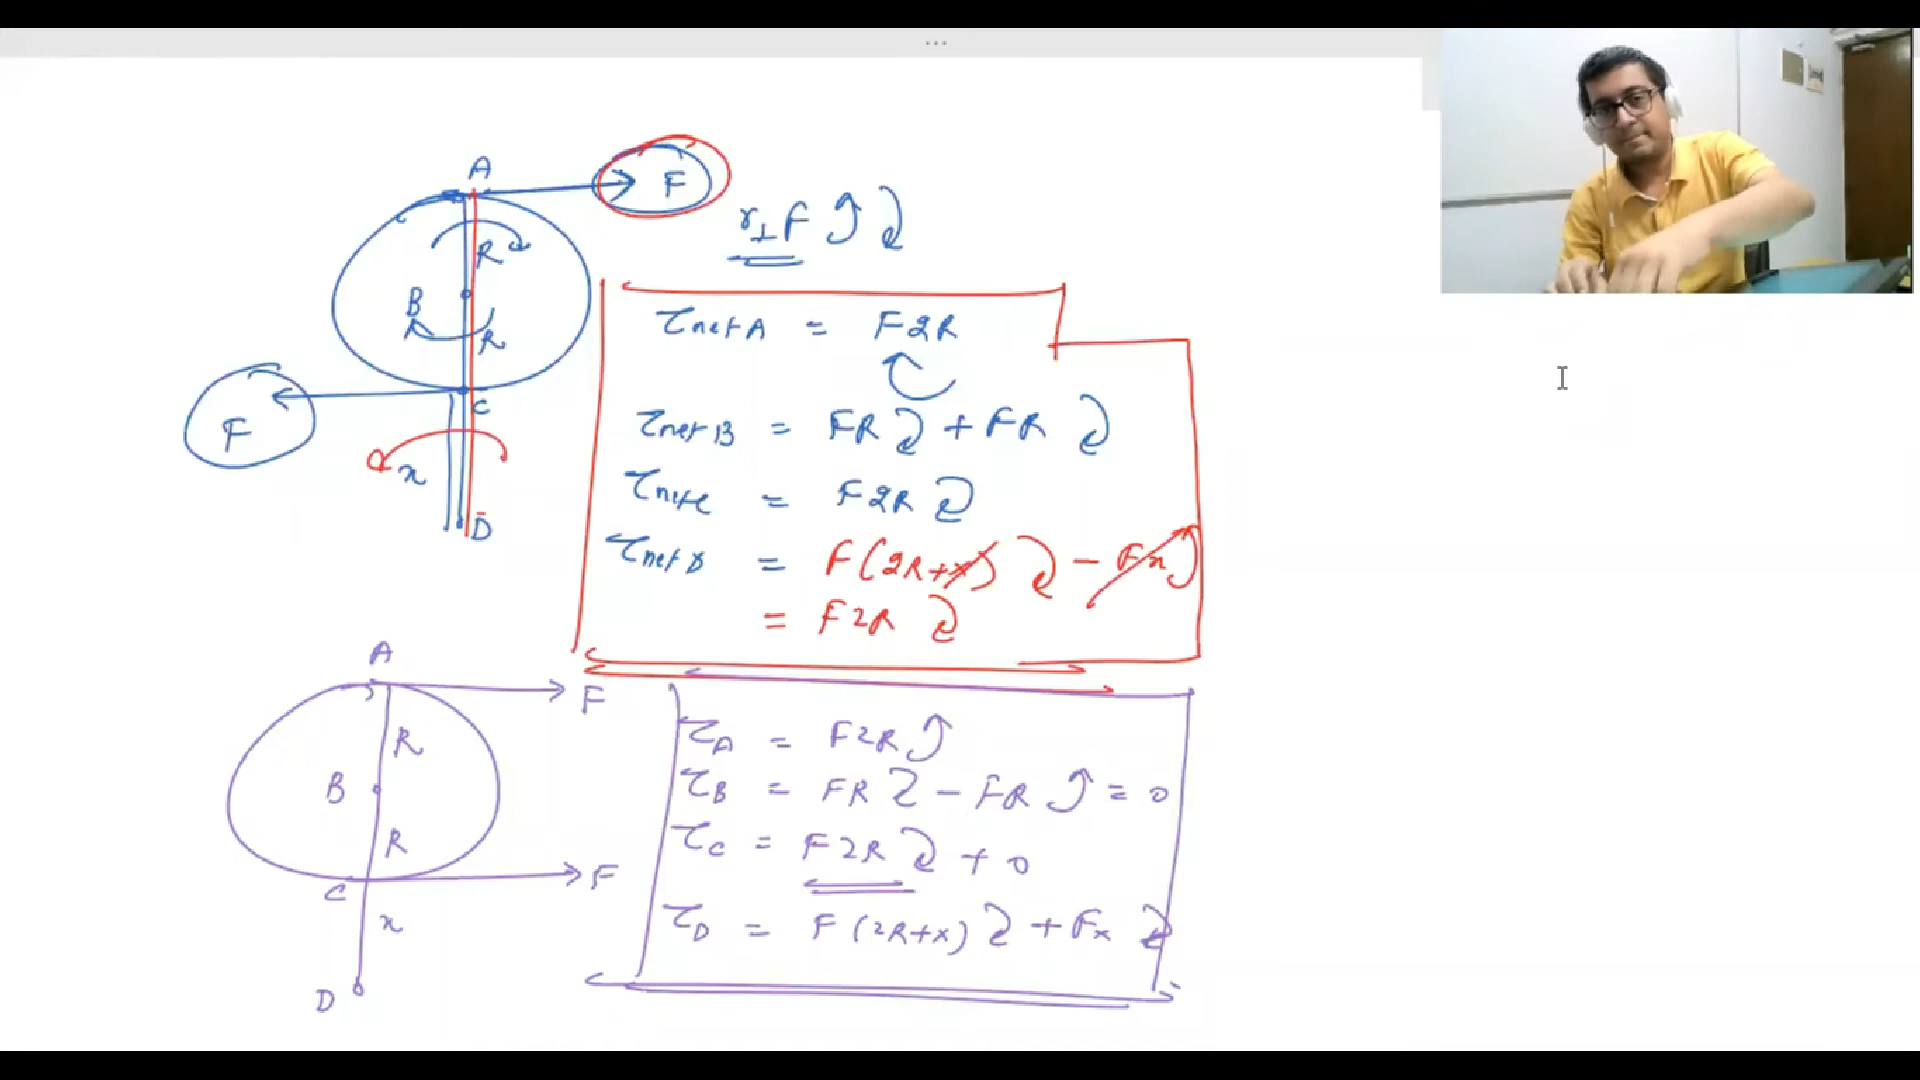 ...
A
F
R
B
R
F
C
x
D
r⊥F
τnet A = F2R
τnet B = FR + FR
τnet C = F2R
τnet D = F(2R+x) - Fx
= F2R
A
F
R
B
R
C
F
x
D
τA = F2R
τB = FR - FR = 0
τC = F2R + 0
τD = F(2R+x) + Fx